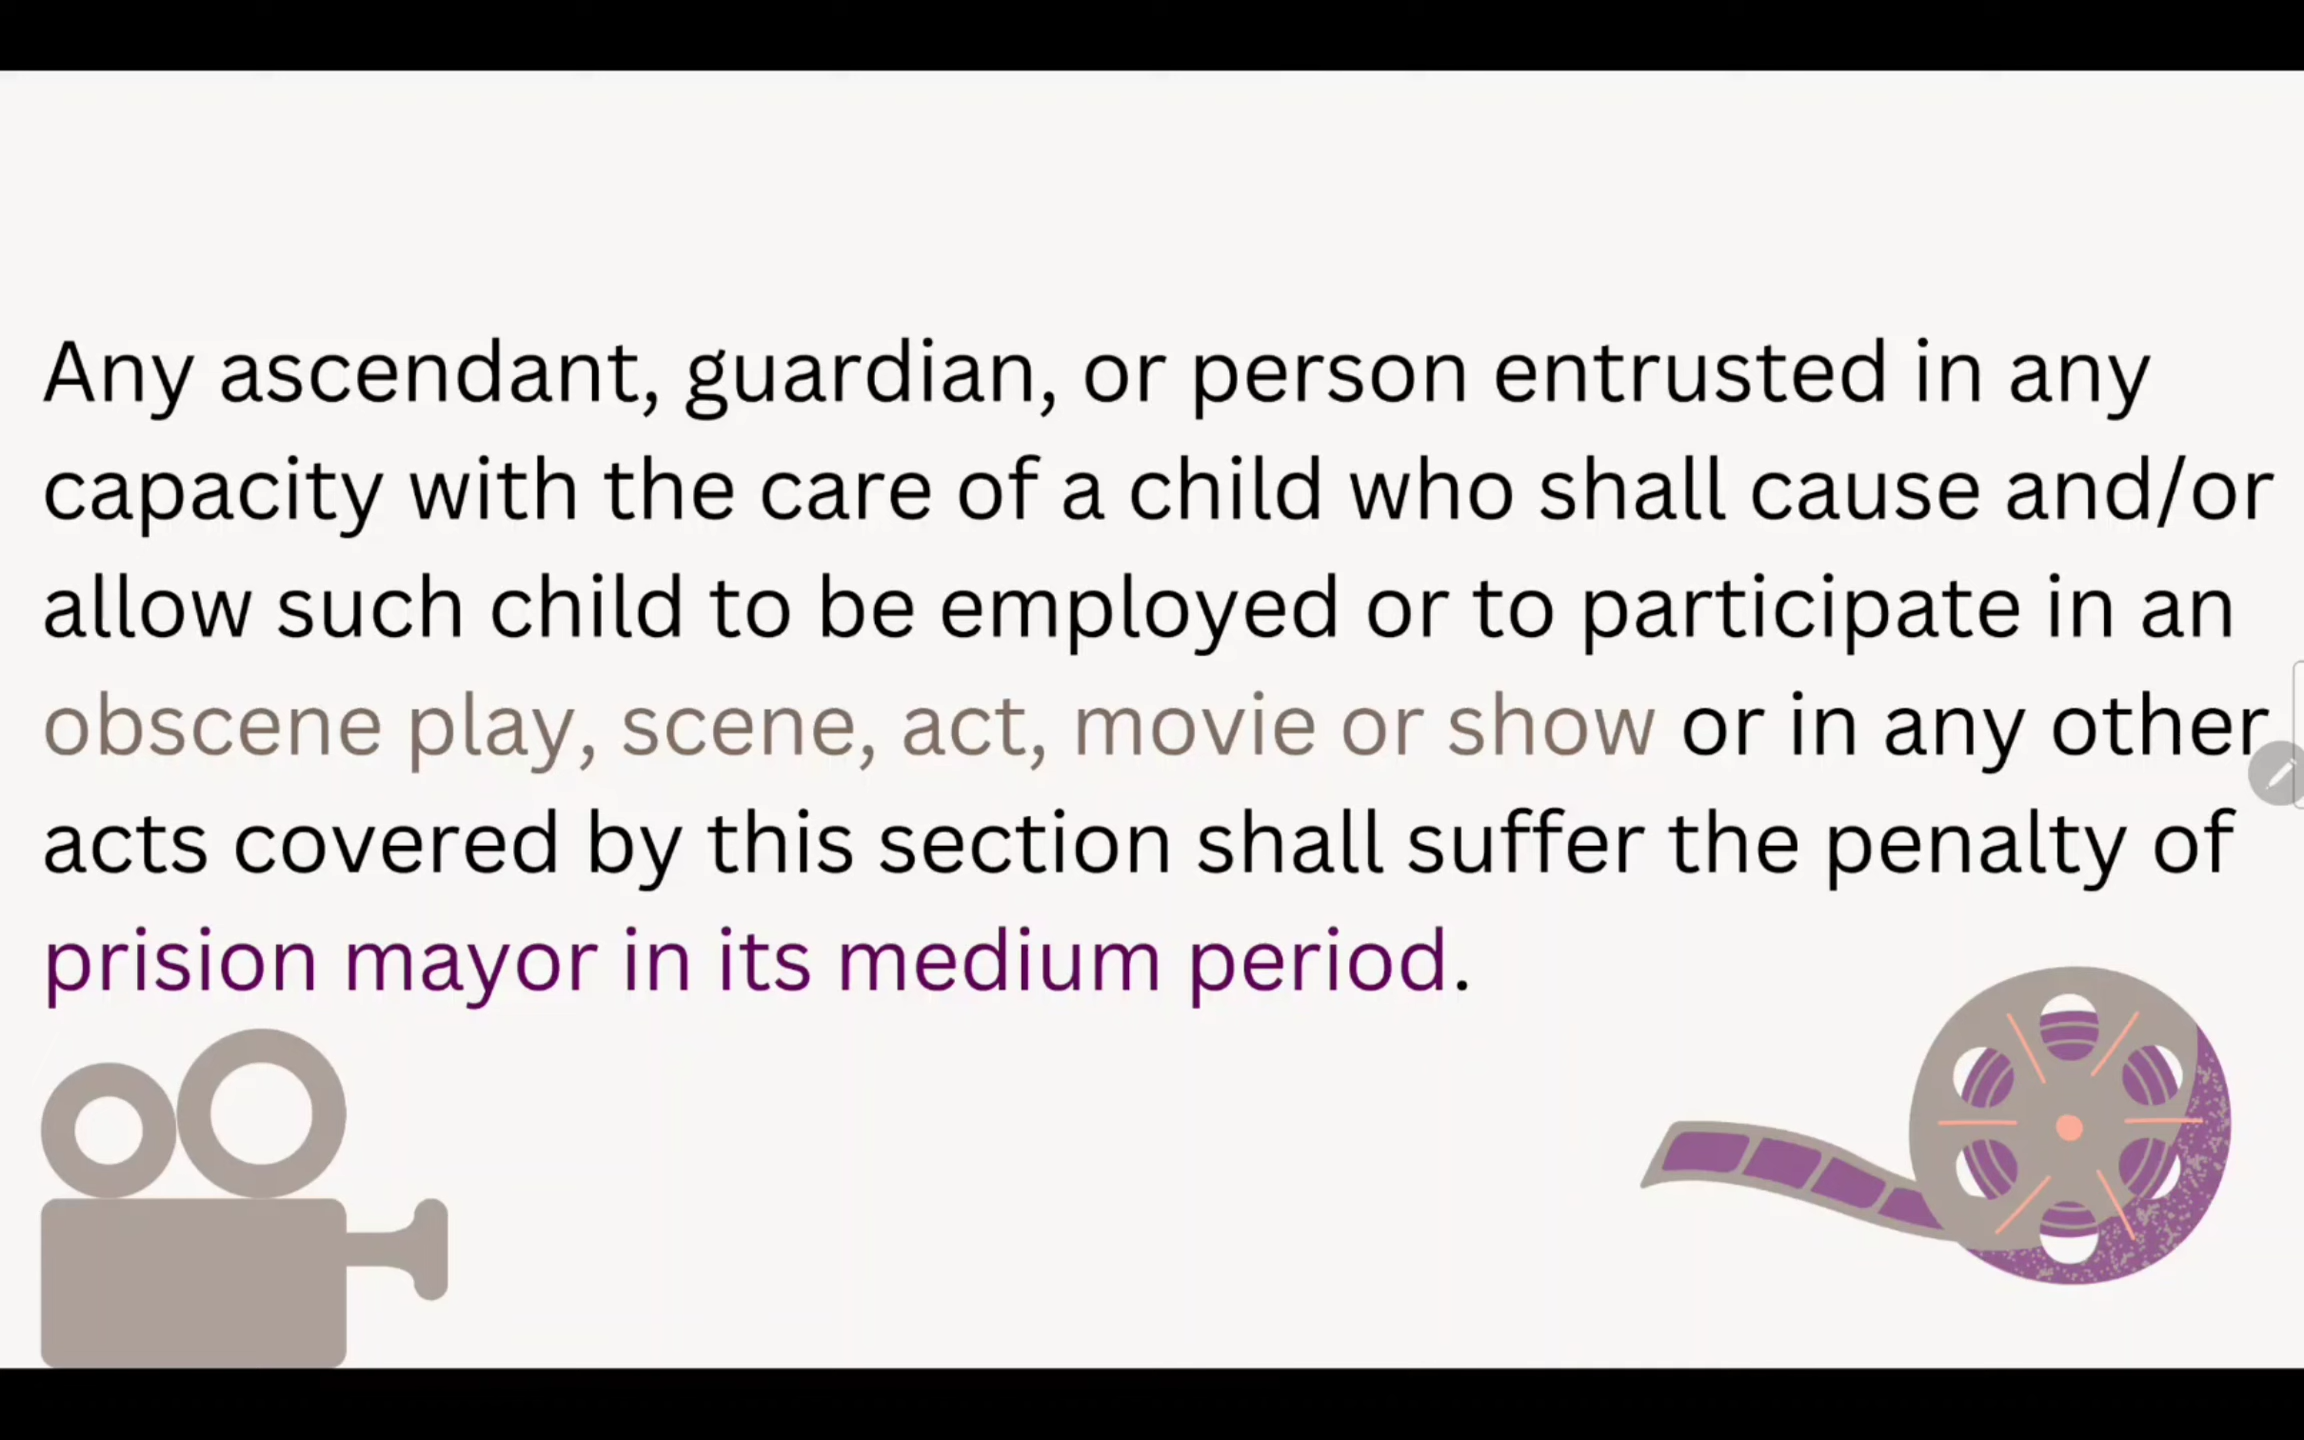 Any ascendant, guardian, or person entrusted in any
capacity with the care of a child who shall cause and/or
allow such child to be employed or to participate in an
obscene play, scene, act, movie or show or in any other
acts covered by this section shall suffer the penalty of
prision mayor in its medium period.